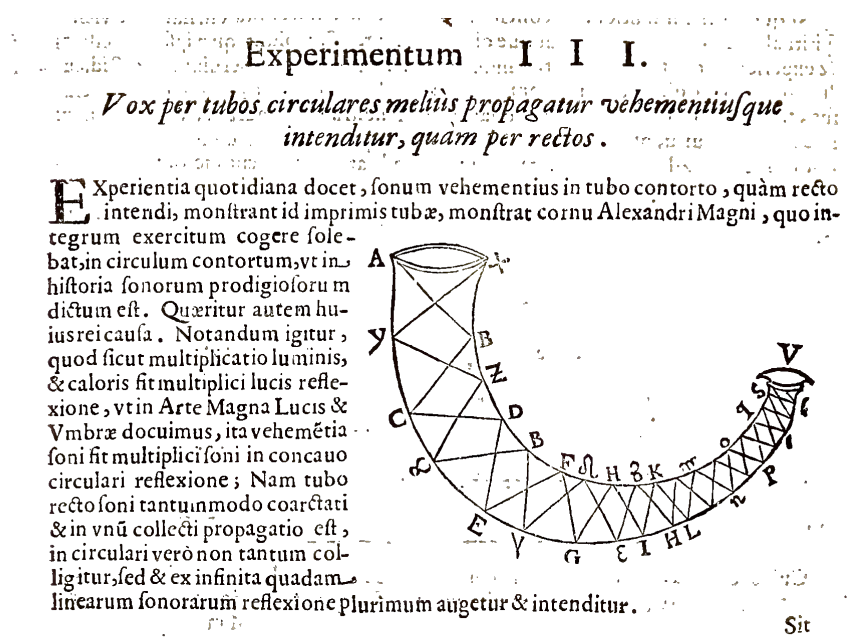 Experimentum III.
Vox per tubos circulares meliùs propagatur vehementiuſque
intenditur, quàm per rectos.
EXperientia quotidiana docet, ſonum vehementius in tubo contorto, quàm recto
intendi, monſtrant id imprimis tubæ, monſtrat cornu Alexandri Magni, quo in-
tegrum exercitum cogere ſole-
bat, in circulum contortum, vt in
hiſtoria ſonorum prodigioſorum
dictum eſt. Quæritur autem hu-
ius rei cauſa. Notandum igitur,
quod ſicut multiplicatio luminis,
& caloris fit multiplici lucis refle-
xione, vt in Arte Magna Lucis &
Vmbræ docuimus, ita vehemẽtia
ſoni fit multiplici ſoni in concauo
circulari reflexione; Nam tubo
recto ſoni tantummodo coarctati
& in vnũ collecti propagatio eſt,
in circulari verò non tantum col-
ligitur, ſed & ex infinita quadam
linearum ſonorarum reflexione plurimum augetur & intenditur.
A
V
Y
B
Z
S
C
D
B
F
H
K
E
G
I
H
L
P
Sit